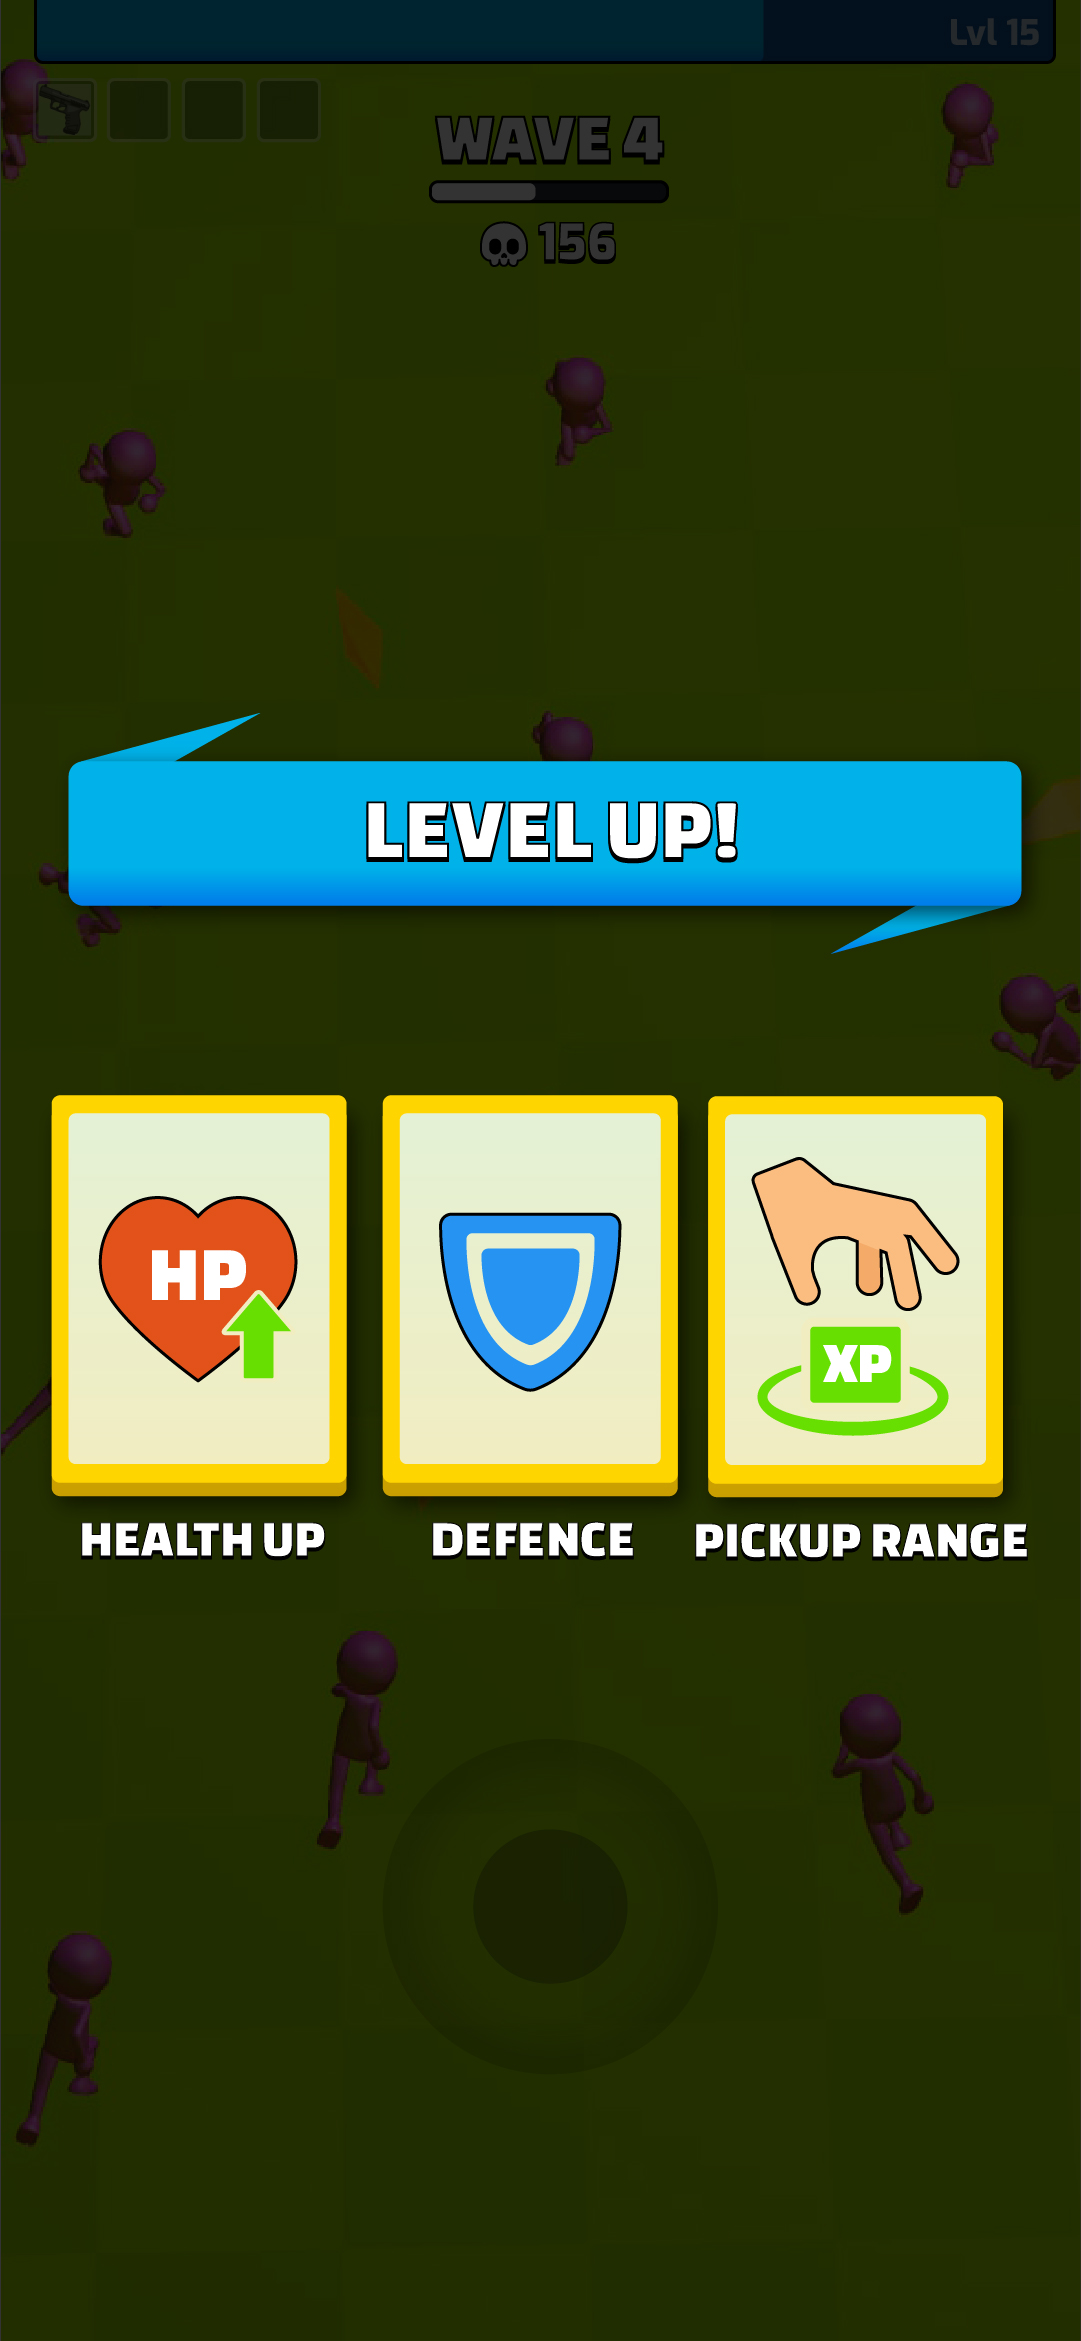 Lvl 15
WAVE 4
156
LEVEL UP!
HP
XP
HEALTH UP
DEFENCE
PICKUP RANGE